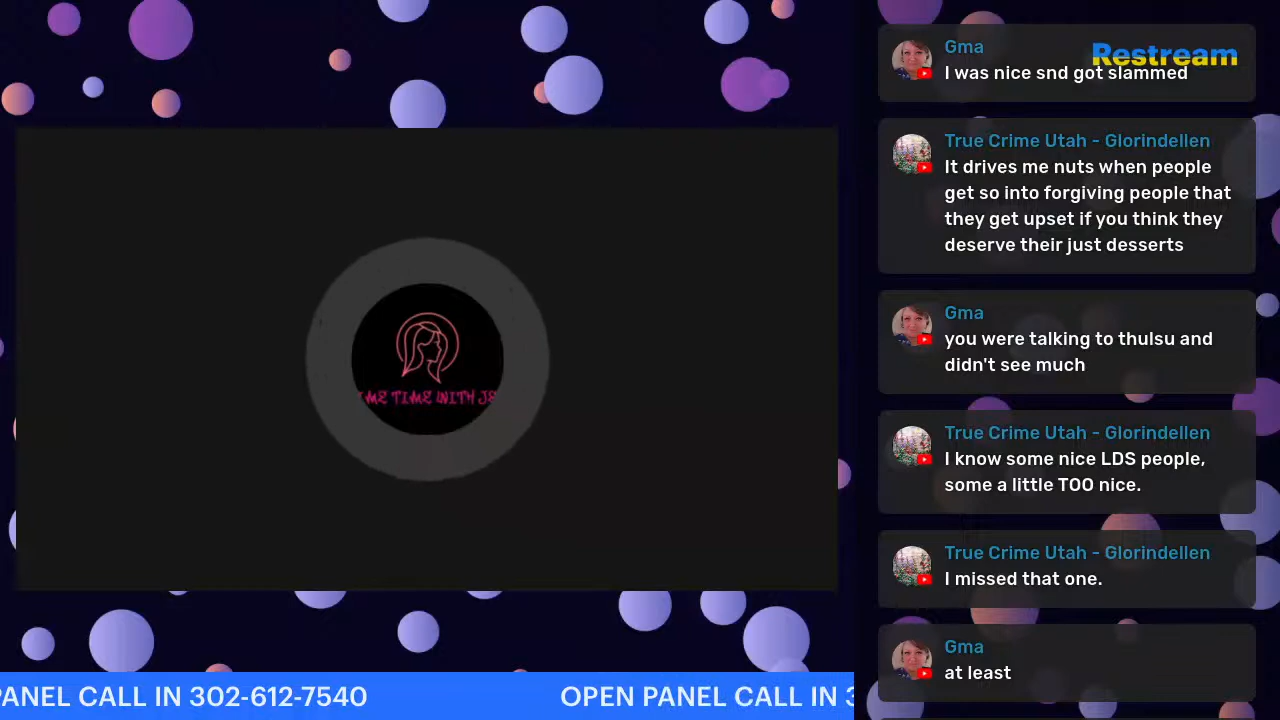 Restream
Gma
I was nice snd got slammed
True Crime Utah - Glorindellen
It drives me nuts when people
get so into forgiving people that
they get upset if you think they
deserve their just desserts
Gma
you were talking to thulsu and
didn't see much
True Crime Utah - Glorindellen
I know some nice LDS people,
some a little TOO nice.
True Crime Utah - Glorindellen
I missed that one.
Gma
at least
TIME WITH
PANEL CALL IN 302-612-7540
OPEN PANEL CALL IN